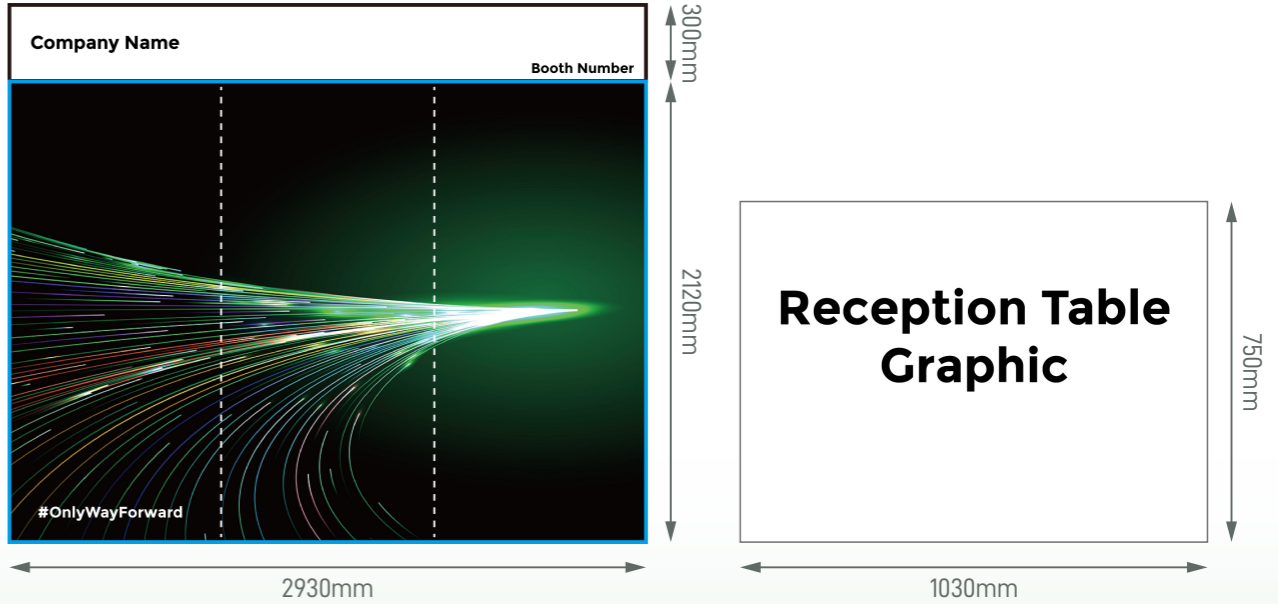 Company Name
Booth Number
300mm
2120mm
#OnlyWayForward
2930mm
Reception Table
Graphic
750mm
1030mm